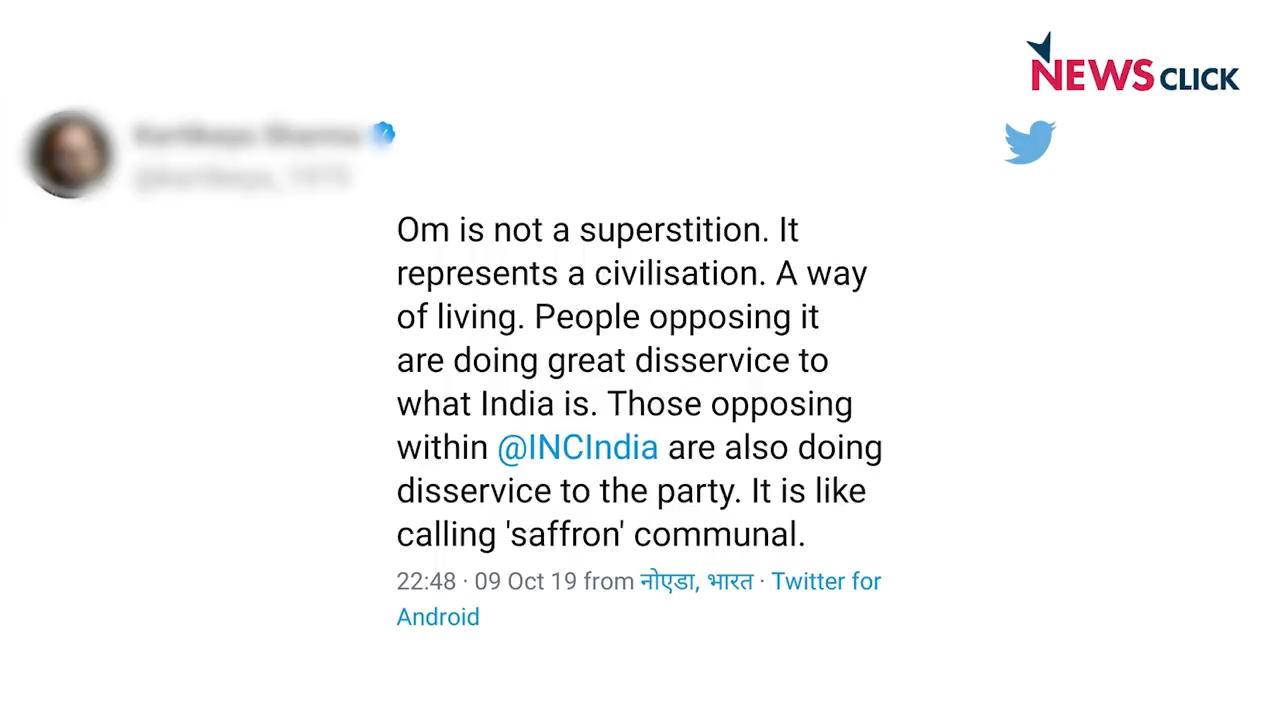 NEWS CLICK
Om is not a superstition. It
represents a civilisation. A way
of living. People opposing it
are doing great disservice to
what India is. Those opposing
within @INCIndia are also doing
disservice to the party. It is like
calling 'saffron' communal.
22:48 · 09 Oct 19 from नोएडा, भारत · Twitter for
Android